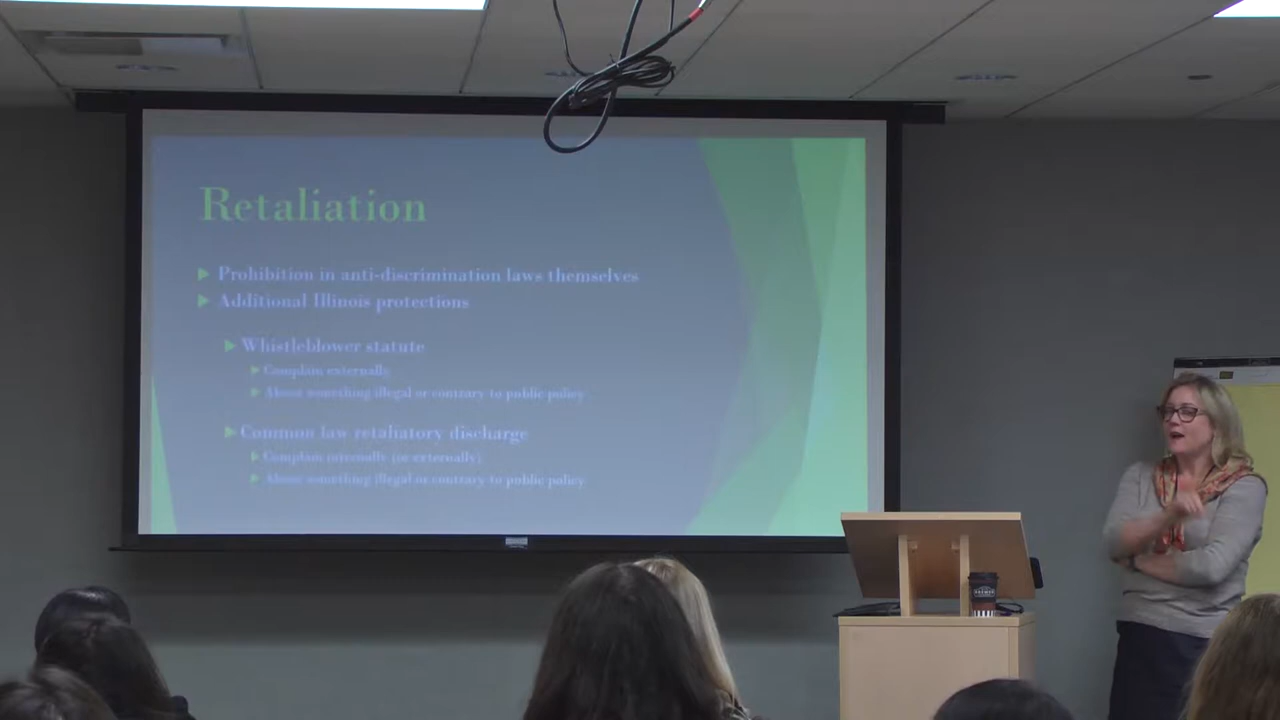 Retaliation
Prohibition in anti-discrimination laws themselves
Additional Illinois protections
Whistleblower statute
Complain externally
About something illegal or contrary to public policy
Common law retaliatory discharge
Complain internally (or externally)
About something illegal or contrary to public policy